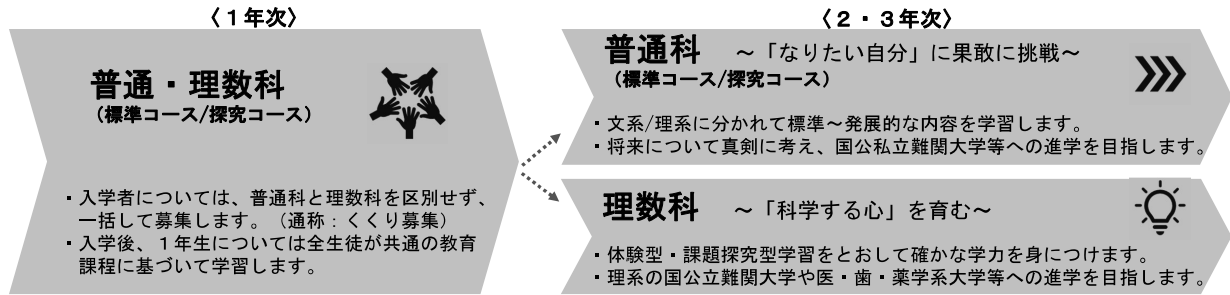 〈１年次〉
普通・理数科
（標準コース/探究コース）
・入学者については、普通科と理数科を区別せず、
一括して募集します。（通称：くくり募集）
・入学後、１年生については全生徒が共通の教育
課程に基づいて学習します。
〈２・３年次〉
普通科　～「なりたい自分」に果敢に挑戦～
（標準コース/探究コース）
・文系/理系に分かれて標準～発展的な内容を学習します。
・将来について真剣に考え、国公私立難関大学等への進学を目指します。
理数科　～「科学する心」を育む～
・体験型・課題探究型学習をとおして確かな学力を身につけます。
・理系の国公立難関大学や医・歯・薬学系大学等への進学を目指します。